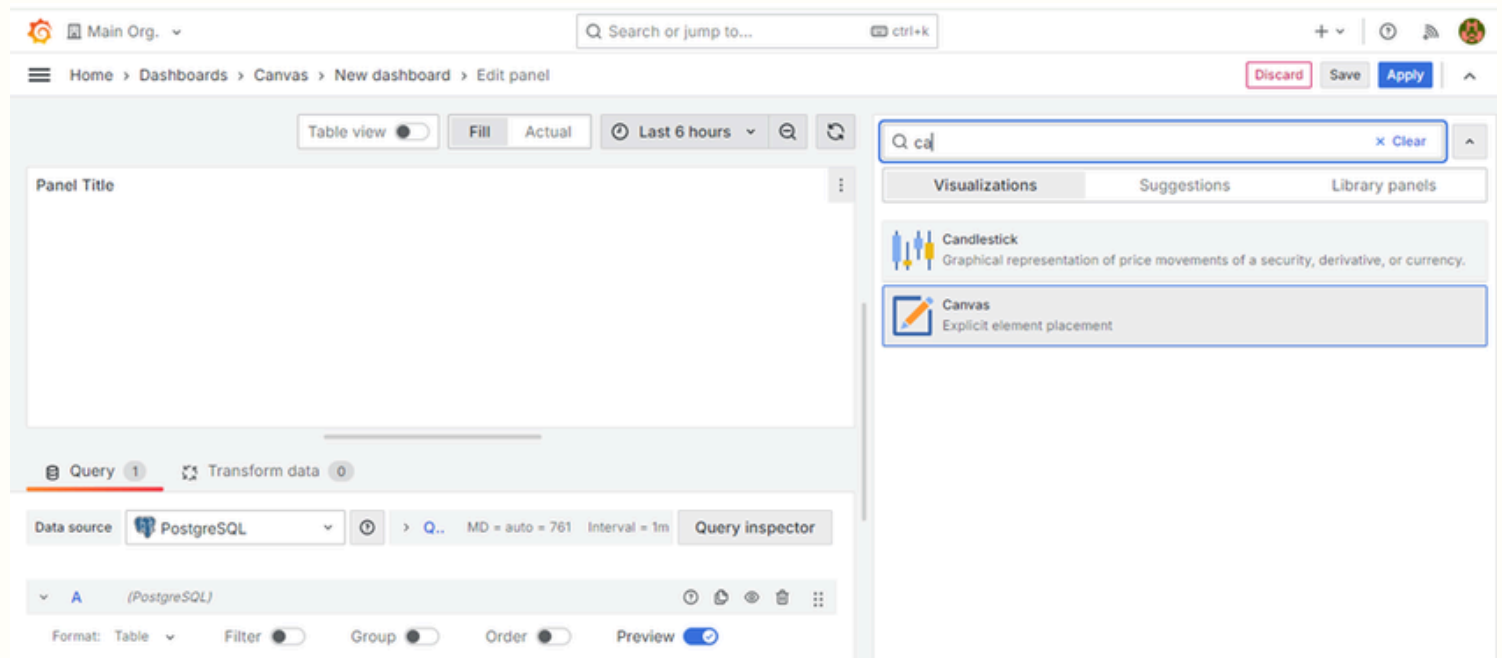 Main Org.
Search or jump to...
ctrl+k
Home › Dashboards › Canvas › New dashboard › Edit panel
Discard
Save
Apply
Table view
Fill
Actual
Last 6 hours
ca
× Clear
Panel Title
Visualizations
Suggestions
Library panels
Candlestick
Graphical representation of price movements of a security, derivative, or currency.
Canvas
Explicit element placement
Query 1
Transform data 0
Data source
PostgreSQL
› Q..
MD = auto = 761
Interval = 1m
Query inspector
A
(PostgreSQL)
Format: Table
Filter
Group
Order
Preview